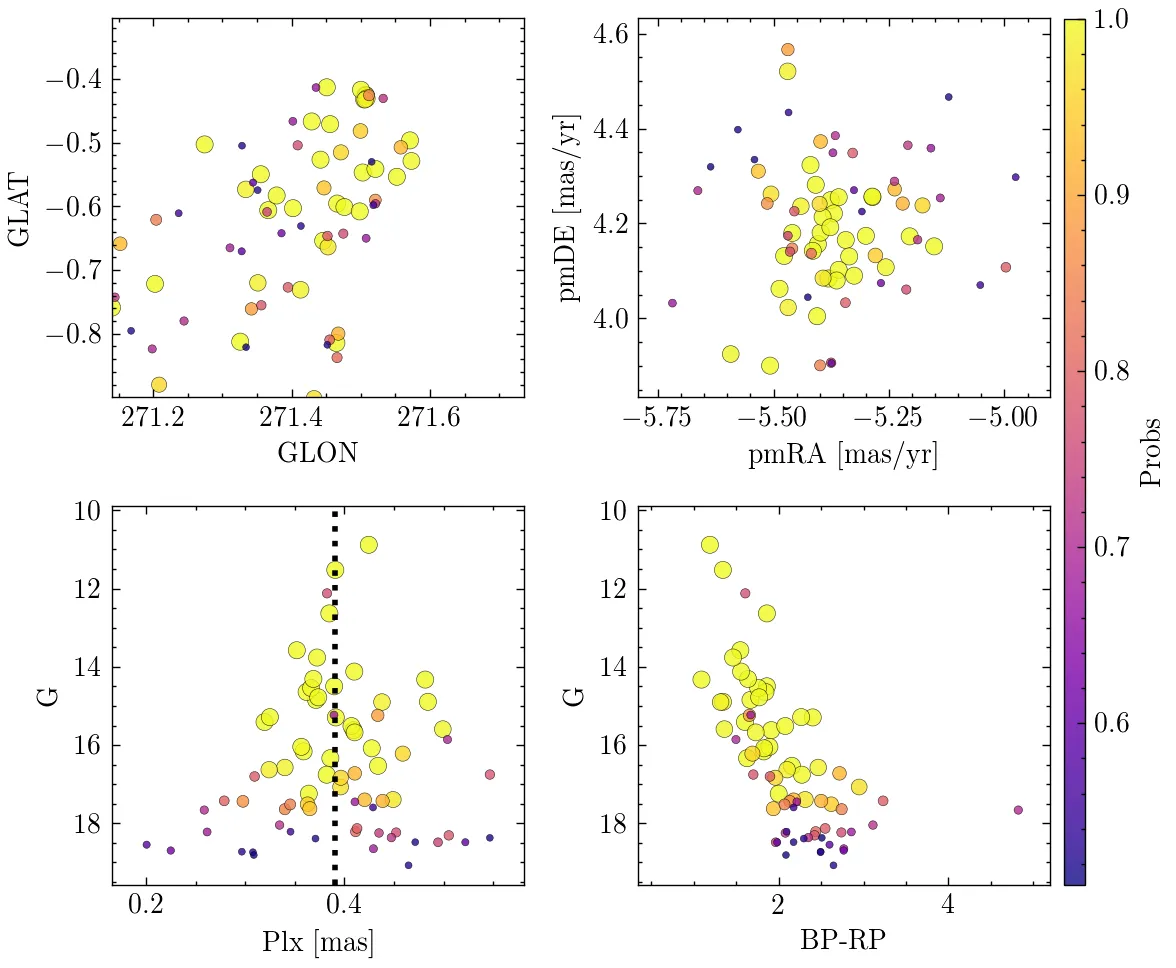 −0.4
−0.5
−0.6
−0.7
−0.8
GLAT
271.2 271.4 271.6
GLON
4.6
4.4
4.2
4.0
pmDE [mas/yr]
−5.75 −5.50 −5.25 −5.00
pmRA [mas/yr]
10
12
14
16
18
G
0.2 0.4
Plx [mas]
10
12
14
16
18
G
2 4
BP-RP
1.0
0.9
0.8
0.7
0.6
Probs